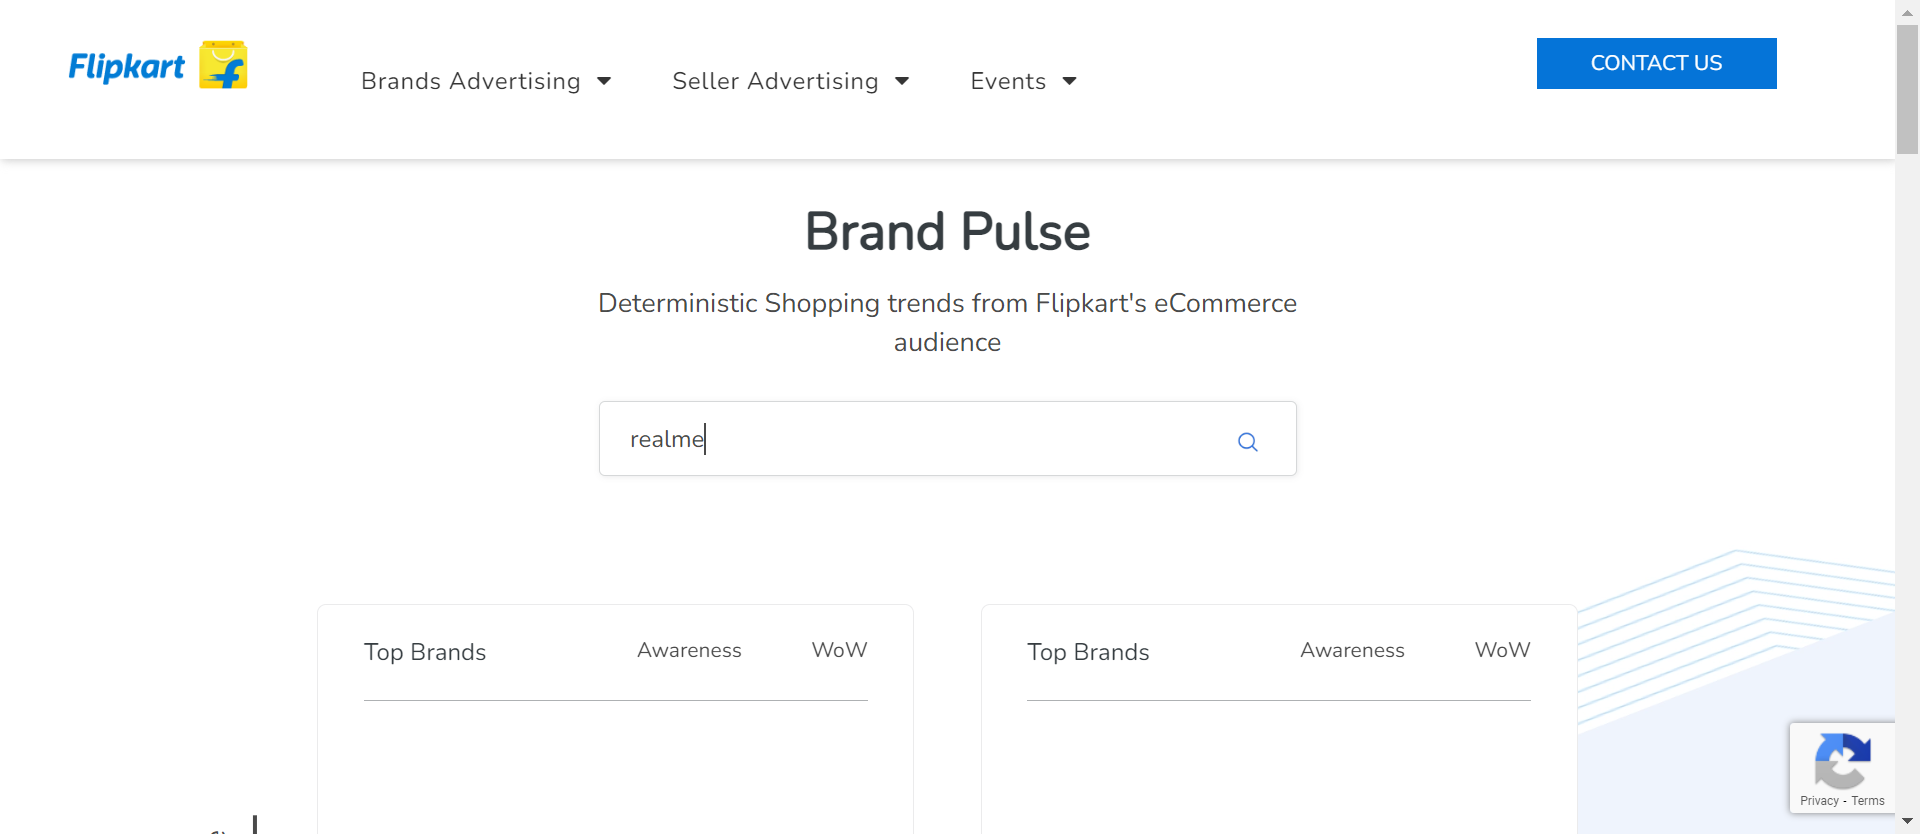 Flipkart
Brands Advertising
Seller Advertising
Events
CONTACT US
Brand Pulse
Deterministic Shopping trends from Flipkart's eCommerce
audience
realme
Top Brands Awareness WoW
Top Brands Awareness WoW
Privacy - Terms